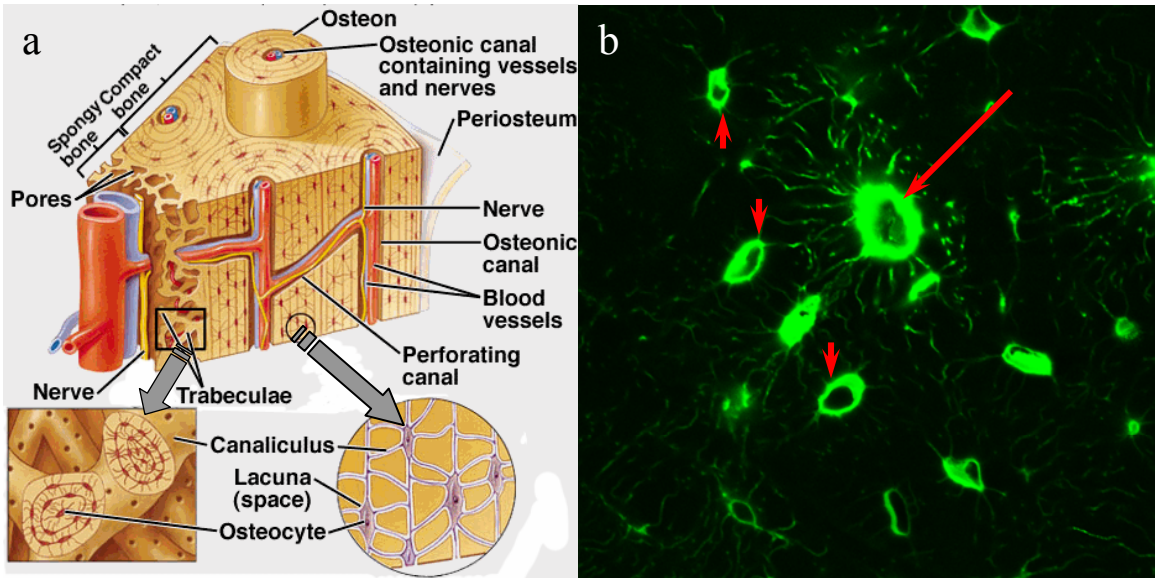 a
Osteon
Osteonic canal
containing vessels
and nerves
Spongy Compact
bone bone
Periosteum
Pores
Nerve
Osteonic
canal
Blood
vessels
Perforating
canal
Nerve
Trabeculae
Canaliculus
Lacuna
(space)
Osteocyte
b